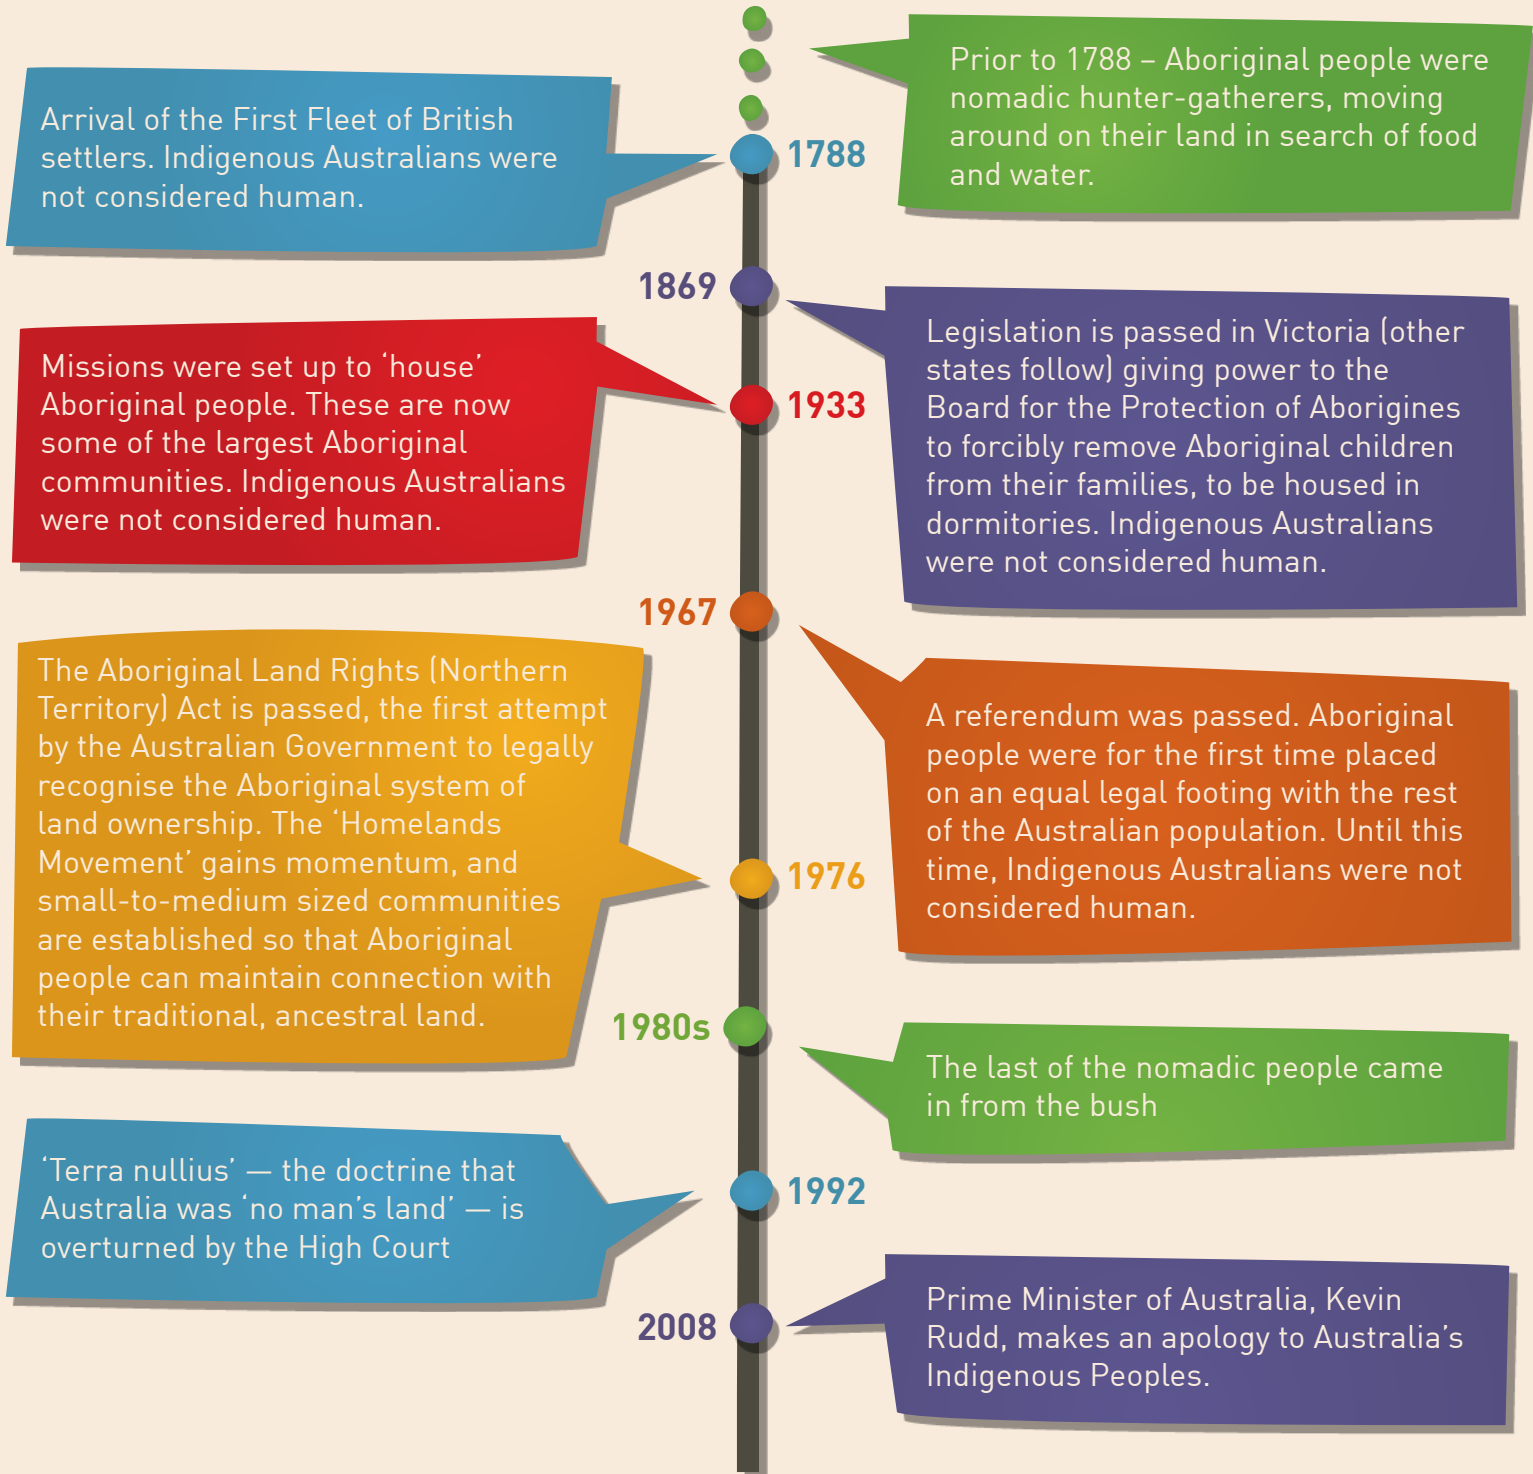 Prior to 1788 – Aboriginal people were
nomadic hunter-gatherers, moving
around on their land in search of food
and water.
1788
Arrival of the First Fleet of British
settlers. Indigenous Australians were
not considered human.
1869
Legislation is passed in Victoria (other
states follow) giving power to the
Board for the Protection of Aborigines
to forcibly remove Aboriginal children
from their families, to be housed in
dormitories. Indigenous Australians
were not considered human.
1933
Missions were set up to ‘house’
Aboriginal people. These are now
some of the largest Aboriginal
communities. Indigenous Australians
were not considered human.
1967
A referendum was passed. Aboriginal
people were for the first time placed
on an equal legal footing with the rest
of the Australian population. Until this
time, Indigenous Australians were not
considered human.
1976
The Aboriginal Land Rights (Northern
Territory) Act is passed, the first attempt
by the Australian Government to legally
recognise the Aboriginal system of
land ownership. The ‘Homelands
Movement’ gains momentum, and
small-to-medium sized communities
are established so that Aboriginal
people can maintain connection with
their traditional, ancestral land.
1980s
The last of the nomadic people came
in from the bush
1992
‘Terra nullius’ — the doctrine that
Australia was ‘no man’s land’ — is
overturned by the High Court
2008
Prime Minister of Australia, Kevin
Rudd, makes an apology to Australia’s
Indigenous Peoples.